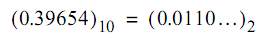 (0.39654)₁₀ = (0.0110...)₂